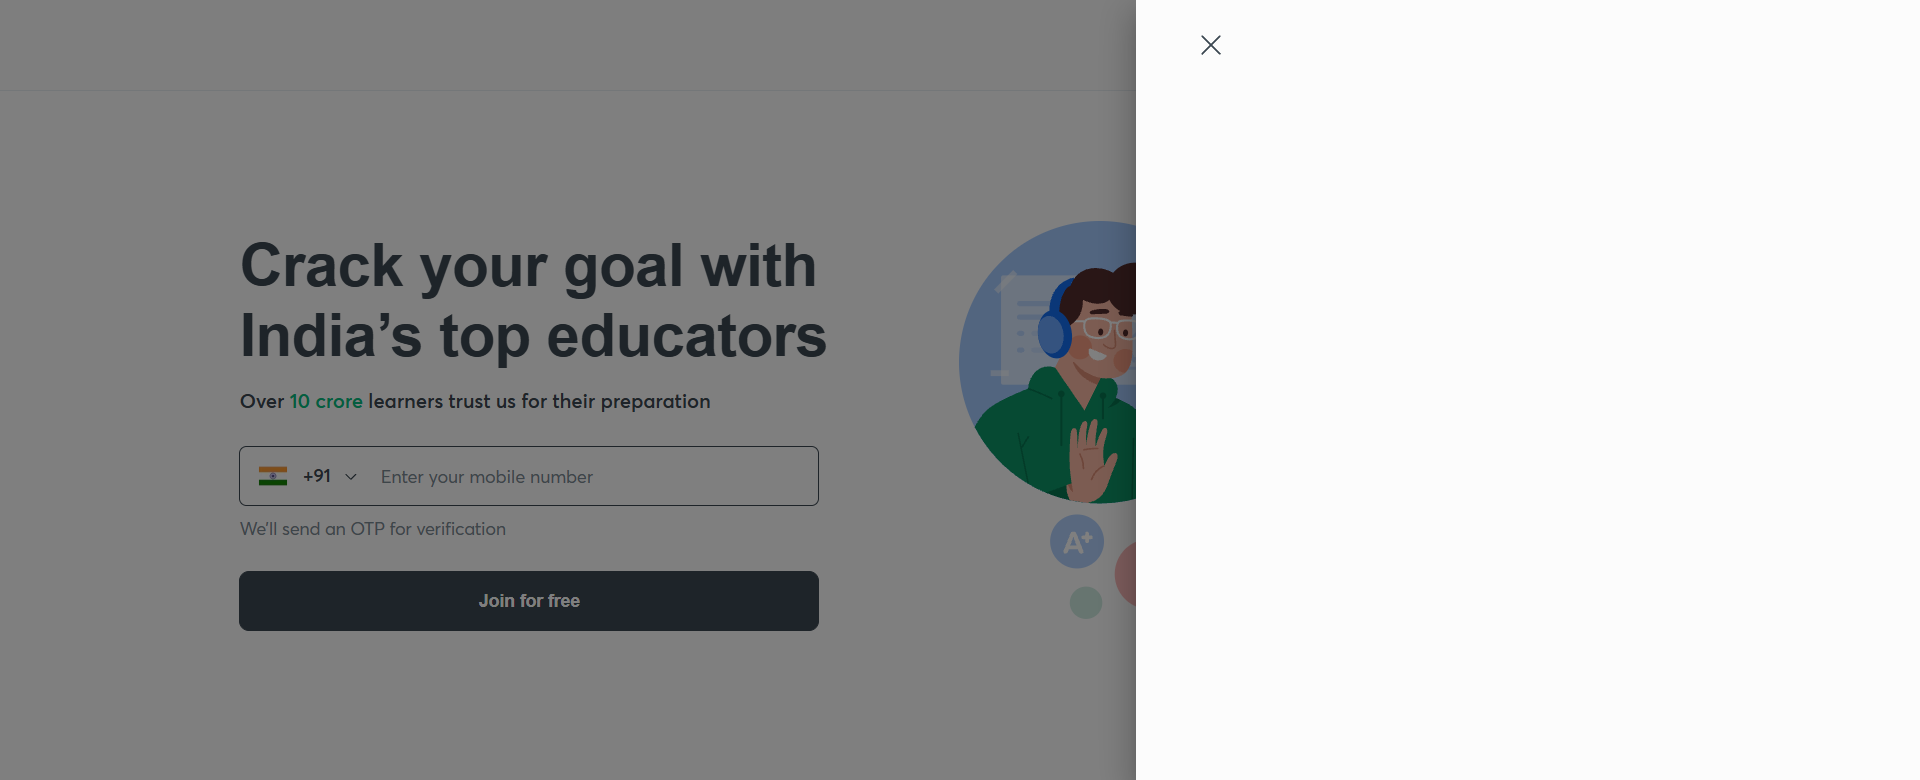 Crack your goal with
India’s top educators
Over 10 crore learners trust us for their preparation
+91 Enter your mobile number
We'll send an OTP for verification
Join for free
A+